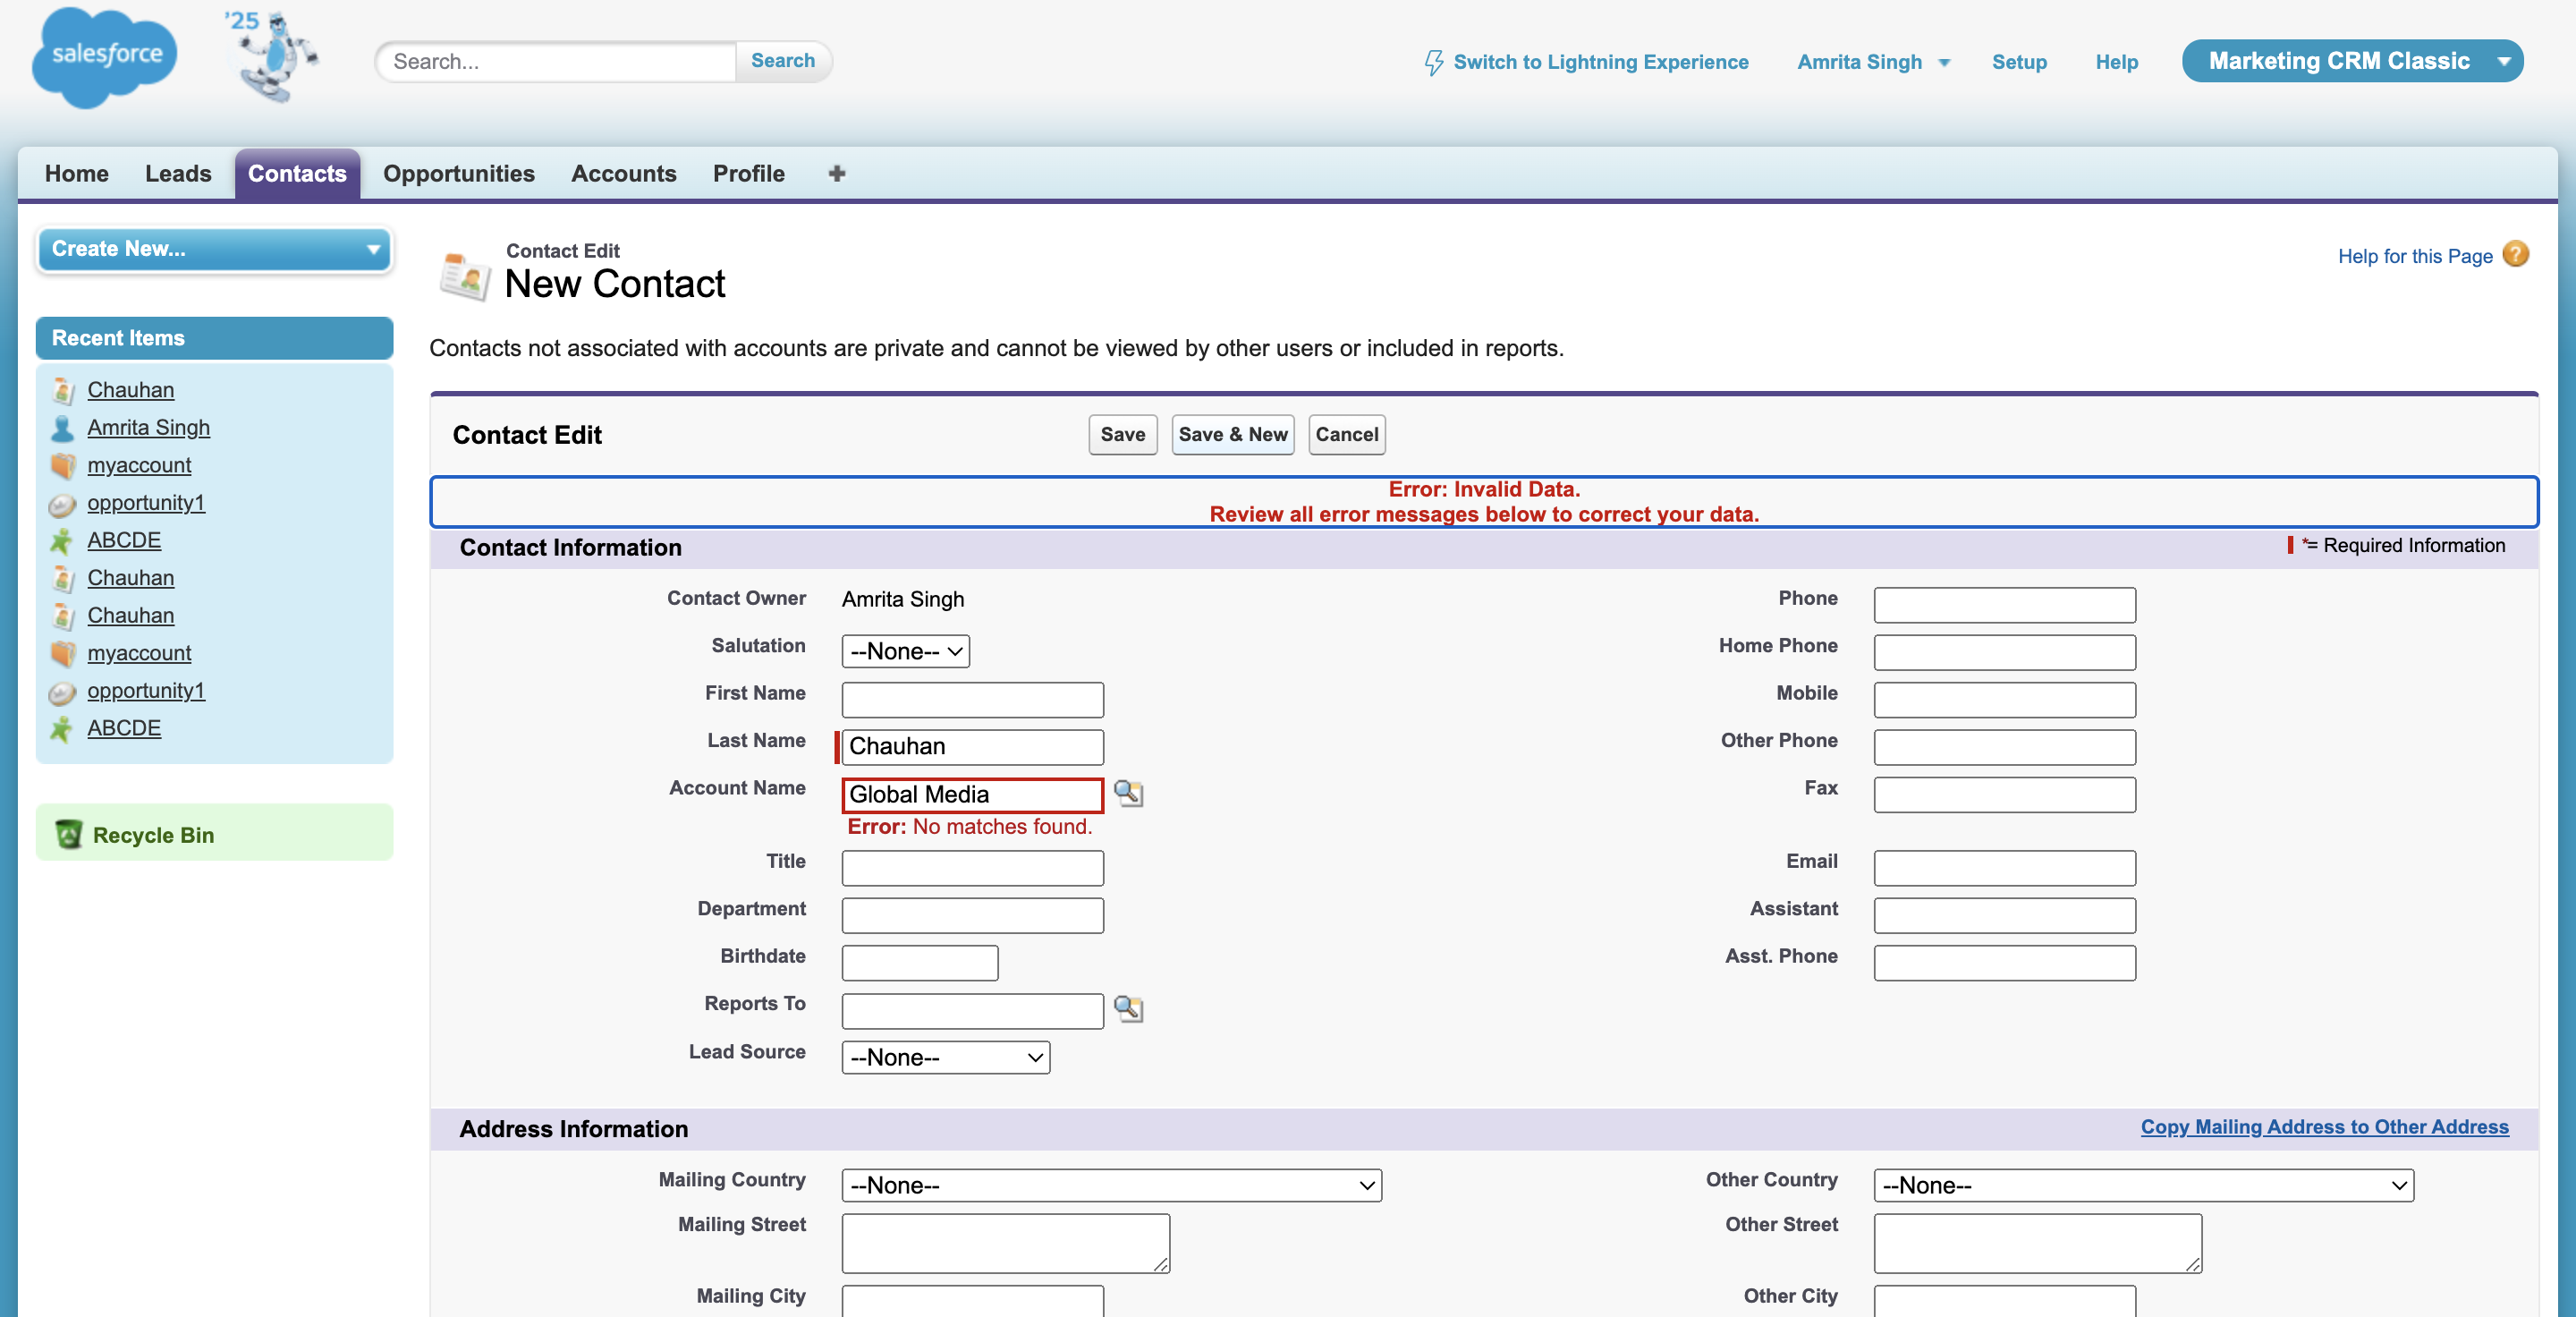 salesforce
'25
Search...
Search
Switch to Lightning Experience
Amrita Singh
Setup
Help
Marketing CRM Classic
Home
Leads
Contacts
Opportunities
Accounts
Profile
Create New...
Recent Items
Chauhan
Amrita Singh
myaccount
opportunity1
ABCDE
Chauhan
Chauhan
myaccount
opportunity1
ABCDE
Recycle Bin
Contact Edit
New Contact
Help for this Page
Contacts not associated with accounts are private and cannot be viewed by other users or included in reports.
Contact Edit
Save
Save & New
Cancel
Error: Invalid Data.
Review all error messages below to correct your data.
Contact Information
*= Required Information
Contact Owner
Amrita Singh
Phone
Salutation
--None--
Home Phone
First Name
Mobile
Last Name
Chauhan
Other Phone
Account Name
Global Media
Error: No matches found.
Fax
Title
Email
Department
Assistant
Birthdate
Asst. Phone
Reports To
Lead Source
--None--
Address Information
Copy Mailing Address to Other Address
Mailing Country
--None--
Other Country
--None--
Mailing Street
Other Street
Mailing City
Other City